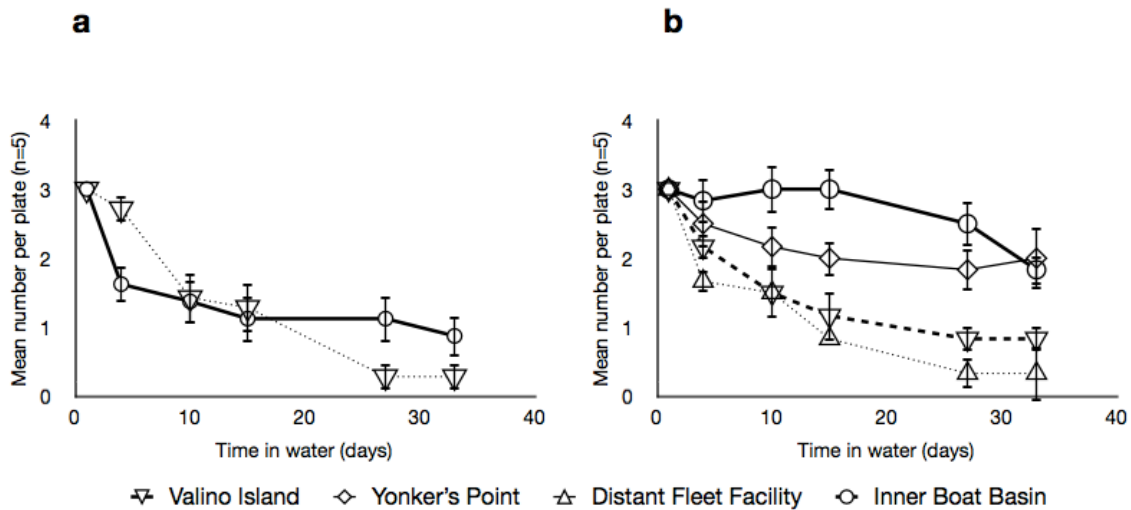 a
b
4
3
2
1
0
Mean number per plate (n=5)
0 10 20 30 40
Time in water (days)
4
3
2
1
0
Mean number per plate (n=5)
0 10 20 30 40
Time in water (days)
Valino Island Yonker's Point Distant Fleet Facility Inner Boat Basin